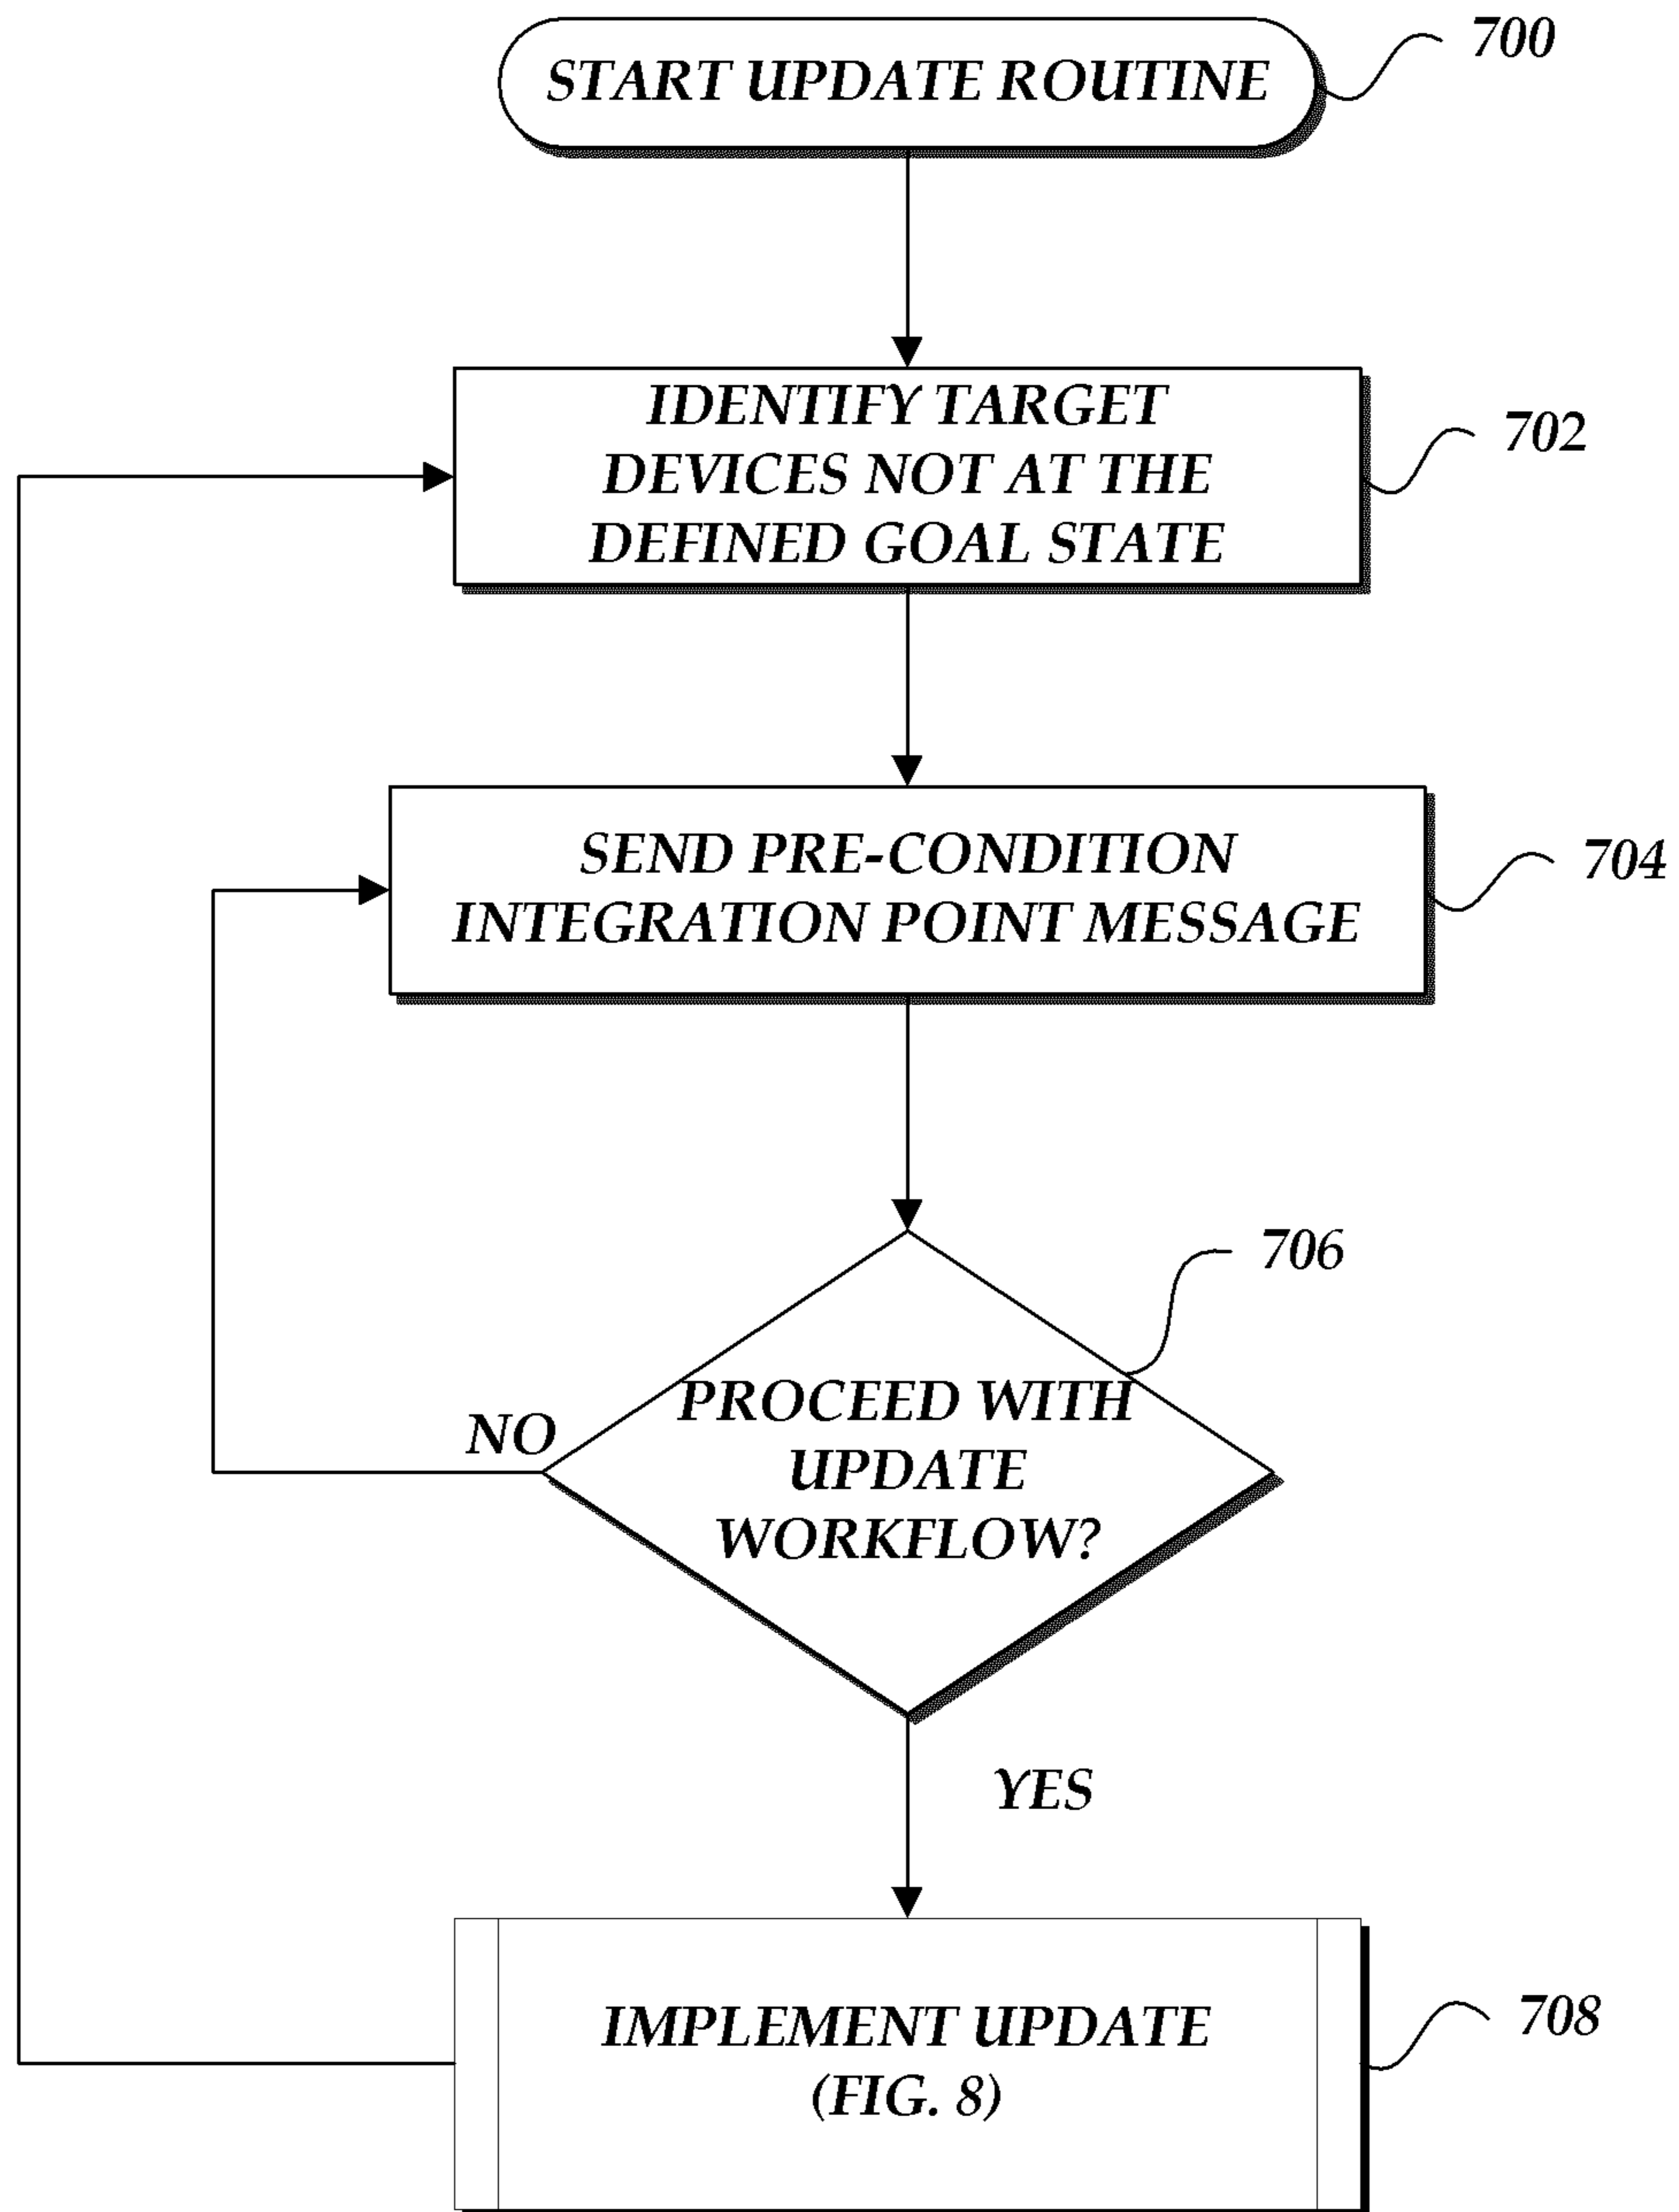 START UPDATE ROUTINE
700
IDENTIFY TARGET
DEVICES NOT AT THE
DEFINED GOAL STATE
702
SEND PRE-CONDITION
INTEGRATION POINT MESSAGE
704
706
PROCEED WITH
UPDATE
WORKFLOW?
NO
YES
IMPLEMENT UPDATE
(FIG. 8)
708